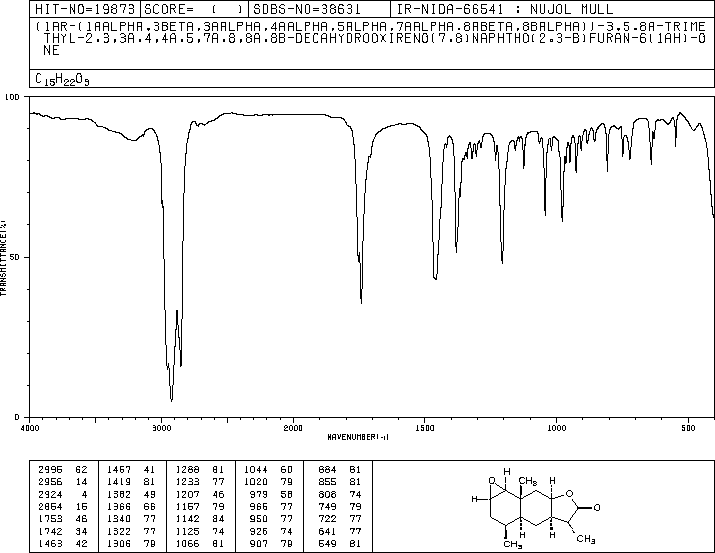 HIT-NO=19873 SCORE= ( ) SDBS-NO=38631 IR-NIDA-66541 : NUJOL MULL
(1AR-(1AALPHA,3BETA,3AALPHA,4AALPHA,5ALPHA,7AALPHA,8ABETA,8BALPHA))-3,5,8A-TRIME
THYL-2,3,3A,4,4A,5,7A,8,8A,8B-DECAHYDROOXIRENO(7,8)NAPHTHO(2,3-B)FURAN-6(1AH)-O
NE
C15H22O3
100
50
0
TRANSMITTANCE(%)
4000 3000 2000 1500 1000 500
WAVENUMBER(-1)
2995 62 1457 41 1288 81 1044 60 884 81
2956 14 1419 81 1233 77 1020 79 855 81
2924 4 1382 49 1207 46 979 58 808 74
2854 15 1366 66 1157 79 966 77 749 79
1753 46 1340 77 1142 84 950 77 722 77
1742 34 1322 77 1125 74 926 74 641 77
1463 42 1306 79 1066 81 907 79 549 81
H
O H CH3 H
O
H O
H H H
CH3
CH3